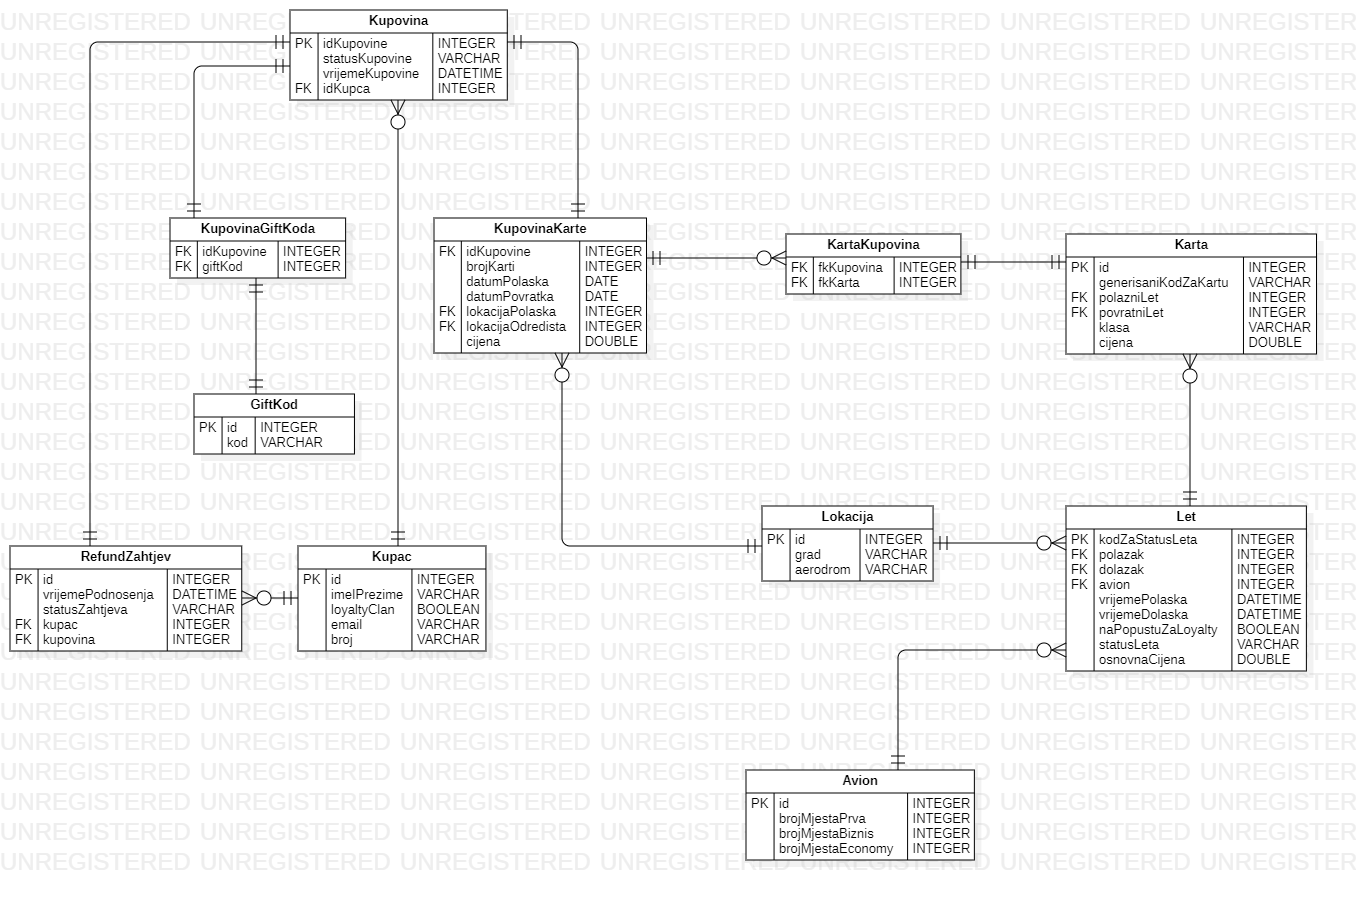 Kupovina
PK idKupovine INTEGER
statusKupovine VARCHAR
vrijemeKupovine DATETIME
FK idKupca INTEGER
KupovinaGiftKoda
FK idKupovine INTEGER
FK giftKod INTEGER
KupovinaKarte
FK idKupovine INTEGER
brojKarti INTEGER
datumPolaska DATE
datumPovratka DATE
FK lokacijaPolaska INTEGER
FK lokacijaOdredista INTEGER
cijena DOUBLE
KartaKupovina
FK fkKupovina INTEGER
FK fkKarta INTEGER
Karta
PK id INTEGER
generisaniKodZaKartu VARCHAR
FK polazniLet INTEGER
FK povratniLet INTEGER
klasa VARCHAR
cijena DOUBLE
GiftKod
PK id INTEGER
kod VARCHAR
Lokacija
PK id INTEGER
grad VARCHAR
aerodrom VARCHAR
Let
PK kodZaStatusLeta INTEGER
FK polazak INTEGER
FK dolazak INTEGER
FK avion INTEGER
vrijemePolaska DATETIME
vrijemeDolaska DATETIME
naPopustuZaLoyalty BOOLEAN
statusLeta VARCHAR
osnovnaCijena DOUBLE
RefundZahtjev
PK id INTEGER
vrijemePodnosenja DATETIME
statusZahtjeva VARCHAR
FK kupac INTEGER
FK kupovina INTEGER
Kupac
PK id INTEGER
imeIPrezime VARCHAR
loyaltyClan BOOLEAN
email VARCHAR
broj VARCHAR
Avion
PK id INTEGER
brojMjestaPrva INTEGER
brojMjestaBiznis INTEGER
brojMjestaEconomy INTEGER
UNREGISTERED